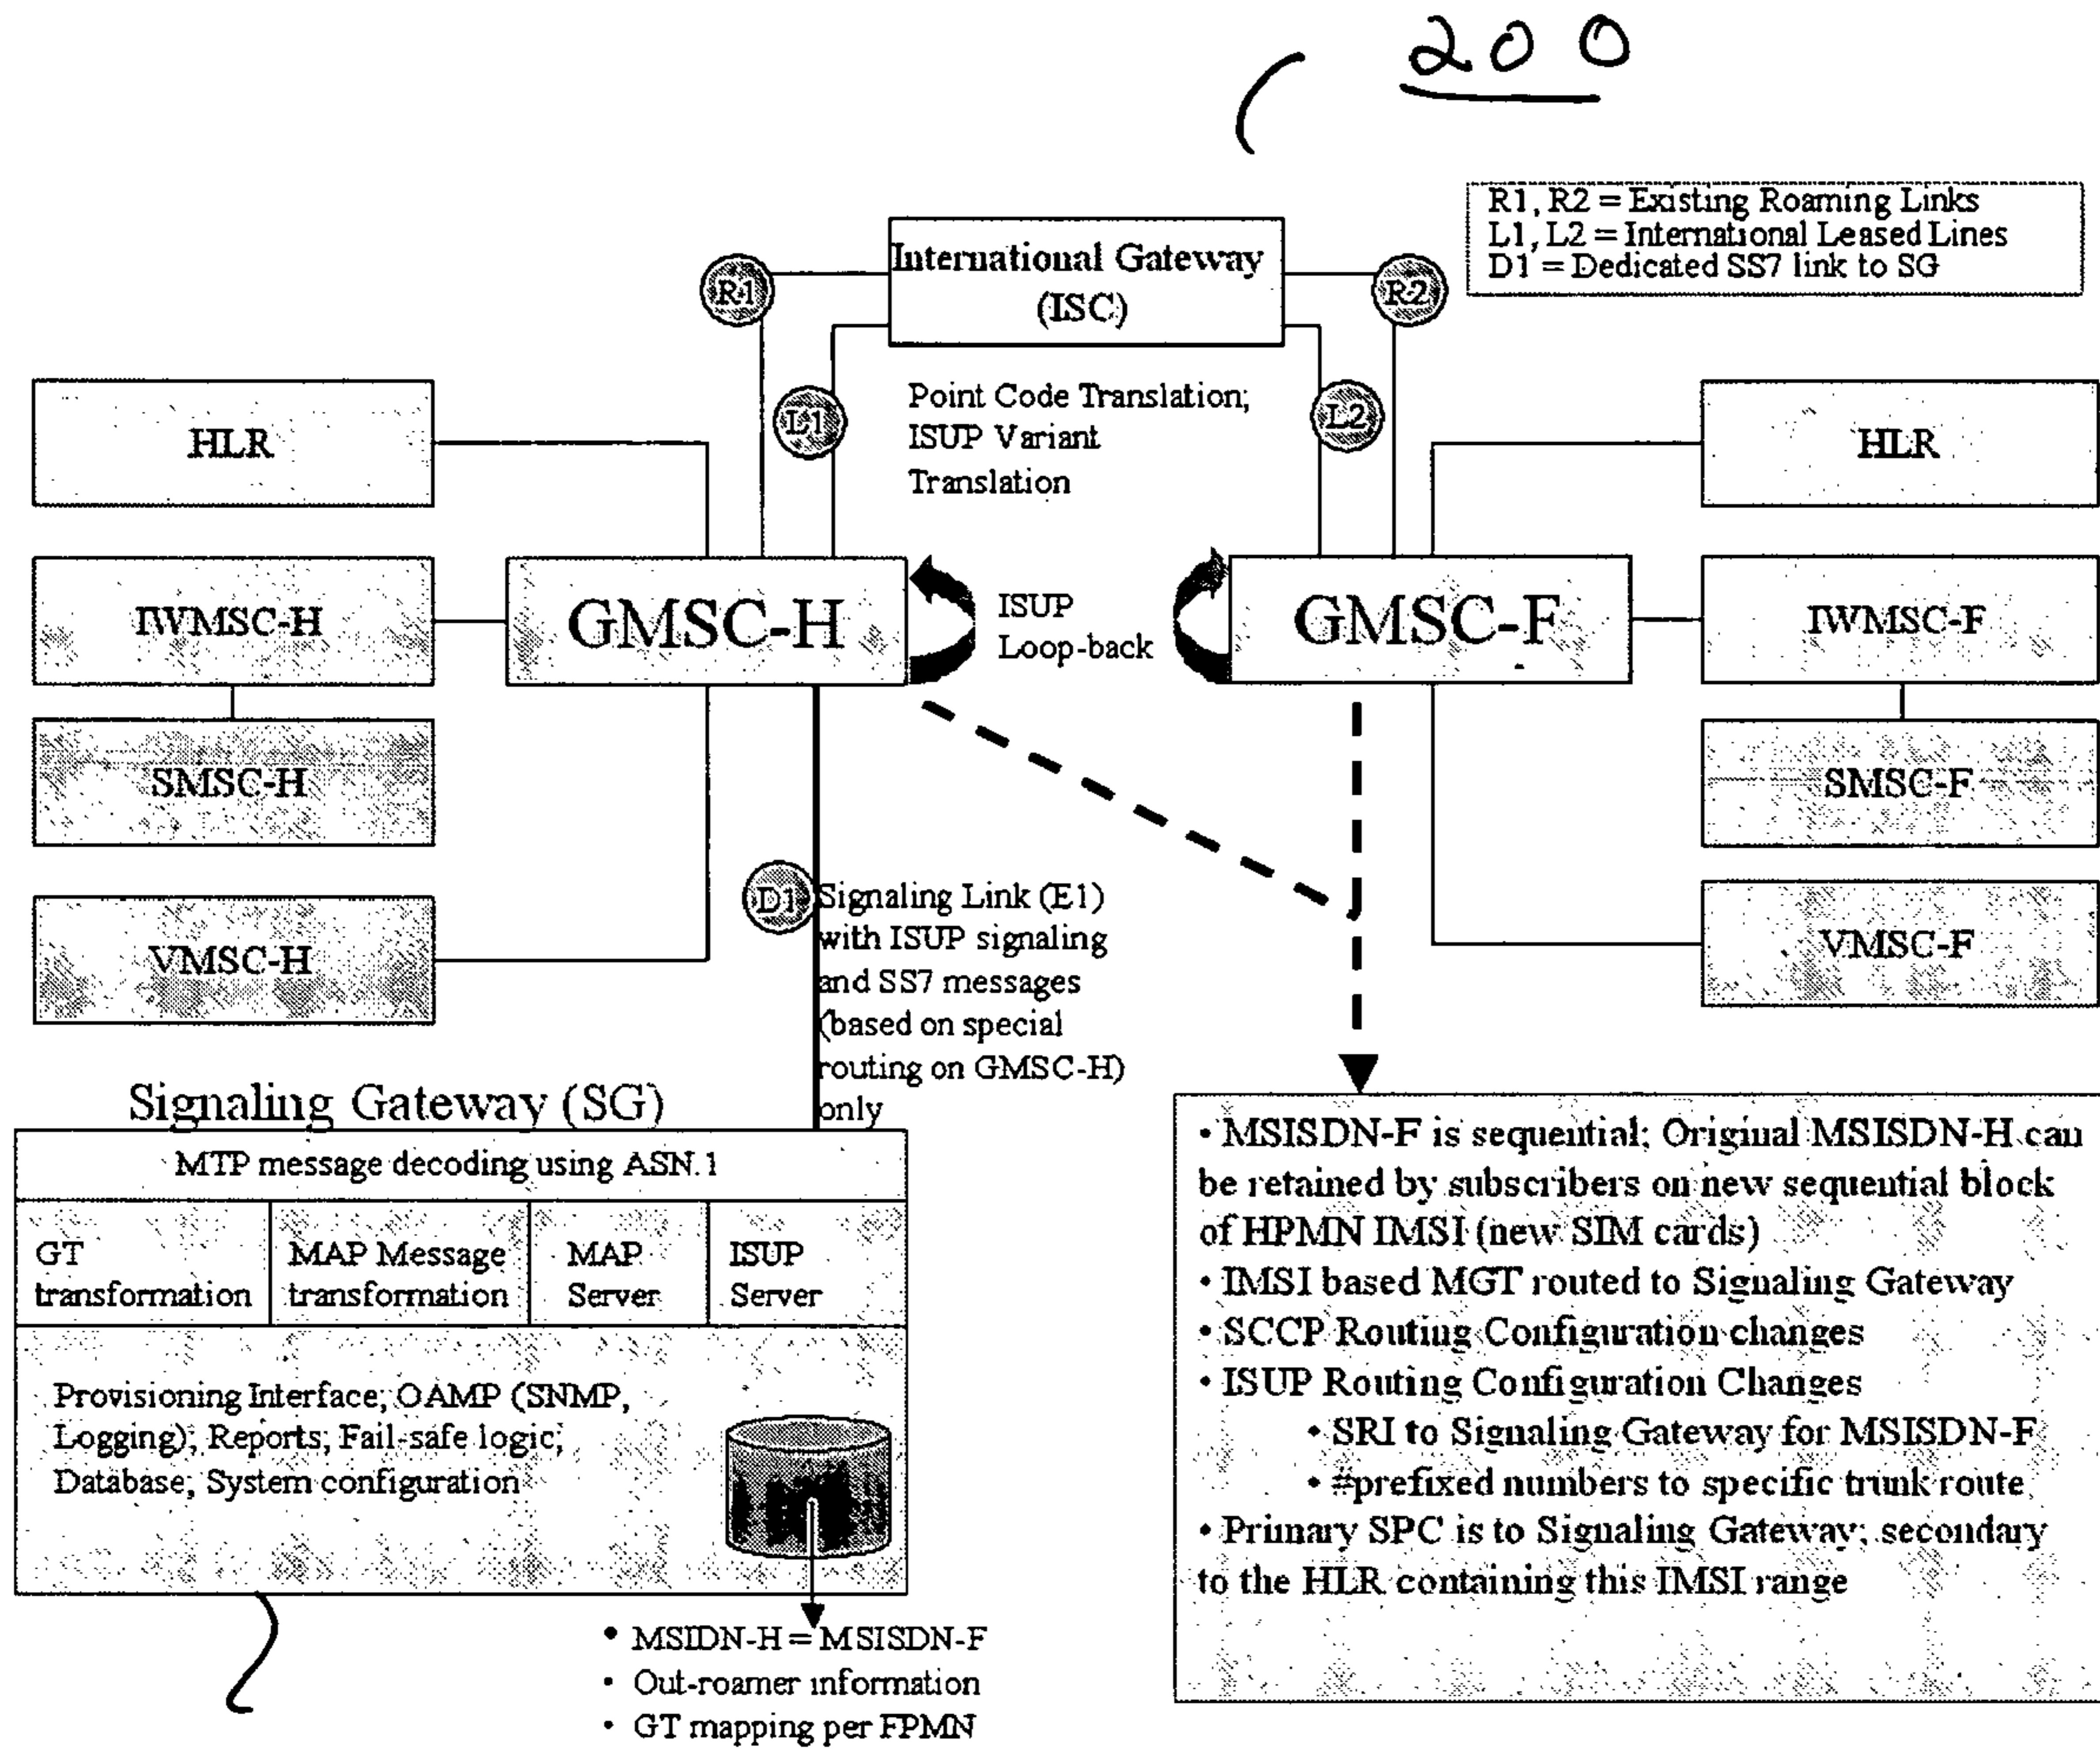 200
R1, R2 = Existing Roaming Links
L1, L2 = International Leased Lines
D1 = Dedicated SS7 link to SG
International Gateway
(ISC)
R1
R2
L1
L2
Point Code Translation;
ISUP Variant
Translation
HLR
HLR
IWMSC-H
GMSC-H
ISUP
Loop-back
GMSC-F
IWMSC-F
SMSC-H
SMSC-F
VMSC-H
VMSC-F
D1
Signaling Link (E1)
with ISUP signaling
and SS7 messages
(based on special
routing on GMSC-H)
only
Signaling Gateway (SG)
MTP message decoding using ASN.1
GT
transformation
MAP Message
transformation
MAP
Server
ISUP
Server
Provisioning Interface; OAMP (SNMP,
Logging); Reports; Fail-safe logic;
Database; System configuration
• MSIDN-H = MSISDN-F
• Out-roamer information
• GT mapping per FPMN
• MSISDN-F is sequential; Original MSISDN-H can
be retained by subscribers on new sequential block
of HPMN IMSI (new SIM cards)
• IMSI based MGT routed to Signaling Gateway
• SCCP Routing Configuration changes
• ISUP Routing Configuration Changes
• SRI to Signaling Gateway for MSISDN-F
• #prefixed numbers to specific trunk route
• Primary SPC is to Signaling Gateway; secondary
to the HLR containing this IMSI range